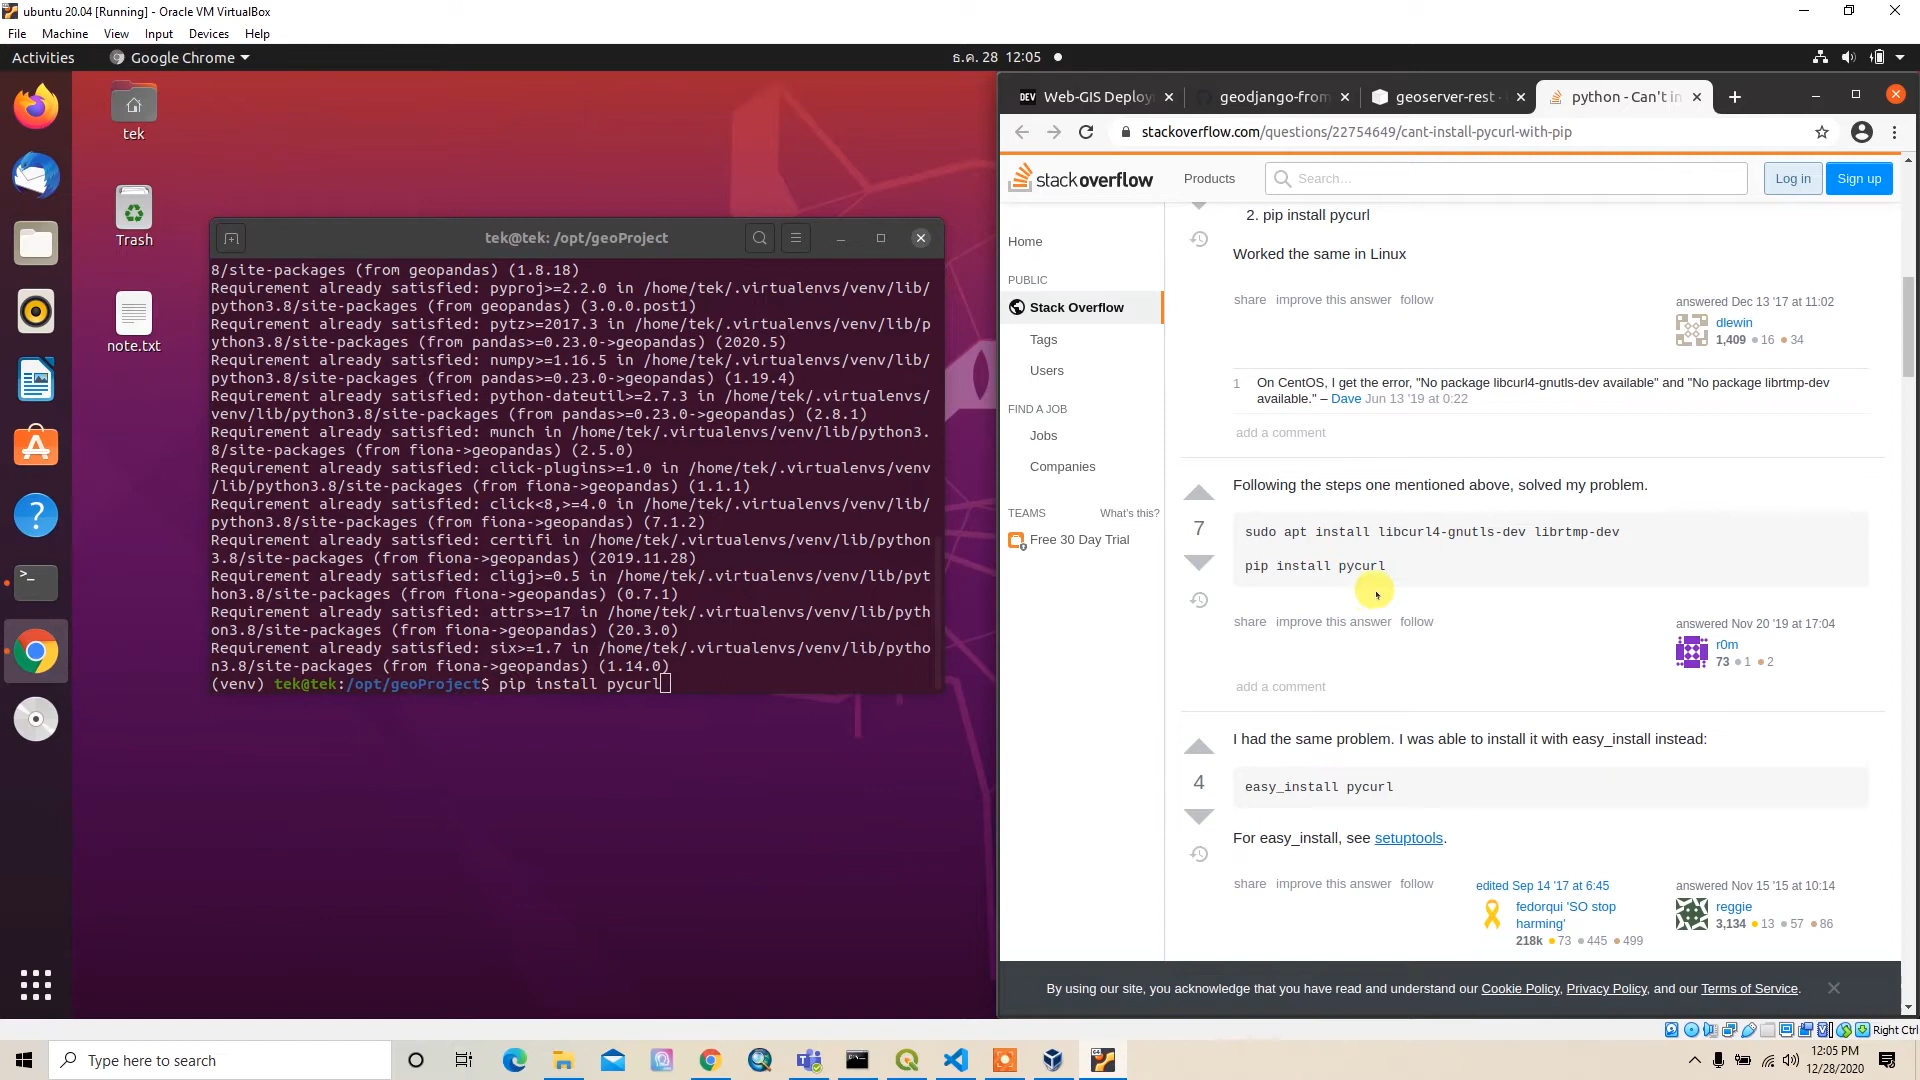 ubuntu 20.04 [Running] - Oracle VM VirtualBox
File Machine View Input Devices Help
Activities Google Chrome ธ.ค. 28 12:05
tek
Trash
note.txt
tek@tek: /opt/geoProject
8/site-packages (from geopandas) (1.8.18)
Requirement already satisfied: pyproj>=2.2.0 in /home/tek/.virtualenvs/venv/lib/
python3.8/site-packages (from geopandas) (3.0.0.post1)
Requirement already satisfied: pytz>=2017.3 in /home/tek/.virtualenvs/venv/lib/p
ython3.8/site-packages (from pandas>=0.23.0->geopandas) (2020.5)
Requirement already satisfied: numpy>=1.16.5 in /home/tek/.virtualenvs/venv/lib/
python3.8/site-packages (from pandas>=0.23.0->geopandas) (1.19.4)
Requirement already satisfied: python-dateutil>=2.7.3 in /home/tek/.virtualenvs/
venv/lib/python3.8/site-packages (from pandas>=0.23.0->geopandas) (2.8.1)
Requirement already satisfied: munch in /home/tek/.virtualenvs/venv/lib/python3.
8/site-packages (from fiona->geopandas) (2.5.0)
Requirement already satisfied: click-plugins>=1.0 in /home/tek/.virtualenvs/venv
/lib/python3.8/site-packages (from fiona->geopandas) (1.1.1)
Requirement already satisfied: click<8,>=4.0 in /home/tek/.virtualenvs/venv/lib/
python3.8/site-packages (from fiona->geopandas) (7.1.2)
Requirement already satisfied: certifi in /home/tek/.virtualenvs/venv/lib/python
3.8/site-packages (from fiona->geopandas) (2019.11.28)
Requirement already satisfied: cligj>=0.5 in /home/tek/.virtualenvs/venv/lib/pyt
hon3.8/site-packages (from fiona->geopandas) (0.7.1)
Requirement already satisfied: attrs>=17 in /home/tek/.virtualenvs/venv/lib/pyth
on3.8/site-packages (from fiona->geopandas) (20.3.0)
Requirement already satisfied: six>=1.7 in /home/tek/.virtualenvs/venv/lib/pytho
n3.8/site-packages (from fiona->geopandas) (1.14.0)
(venv) tek@tek:/opt/geoProject$ pip install pycurl
DEV Web-GIS Deploy geodjango-from geoserver-rest · python - Can't in
stackoverflow.com/questions/22754649/cant-install-pycurl-with-pip
stackoverflow Products Search... Log in Sign up
Home
PUBLIC
Stack Overflow
Tags
Users
FIND A JOB
Jobs
Companies
TEAMS What's this?
Free 30 Day Trial
2. pip install pycurl
Worked the same in Linux
share improve this answer follow
answered Dec 13 '17 at 11:02
dlewin
1,409 16 34
1 On CentOS, I get the error, "No package libcurl4-gnutls-dev available" and "No package librtmp-dev
available." – Dave Jun 13 '19 at 0:22
add a comment
Following the steps one mentioned above, solved my problem.
7
sudo apt install libcurl4-gnutls-dev librtmp-dev
pip install pycurl
share improve this answer follow
answered Nov 20 '19 at 17:04
r0m
73 1 2
add a comment
I had the same problem. I was able to install it with easy_install instead:
4
easy_install pycurl
For easy_install, see setuptools.
share improve this answer follow
edited Sep 14 '17 at 6:45
fedorqui 'SO stop
harming'
218k 73 445 499
answered Nov 15 '15 at 10:14
reggie
3,134 13 57 86
By using our site, you acknowledge that you have read and understand our Cookie Policy, Privacy Policy, and our Terms of Service.
Right Ctrl
Type here to search
12:05 PM
12/28/2020